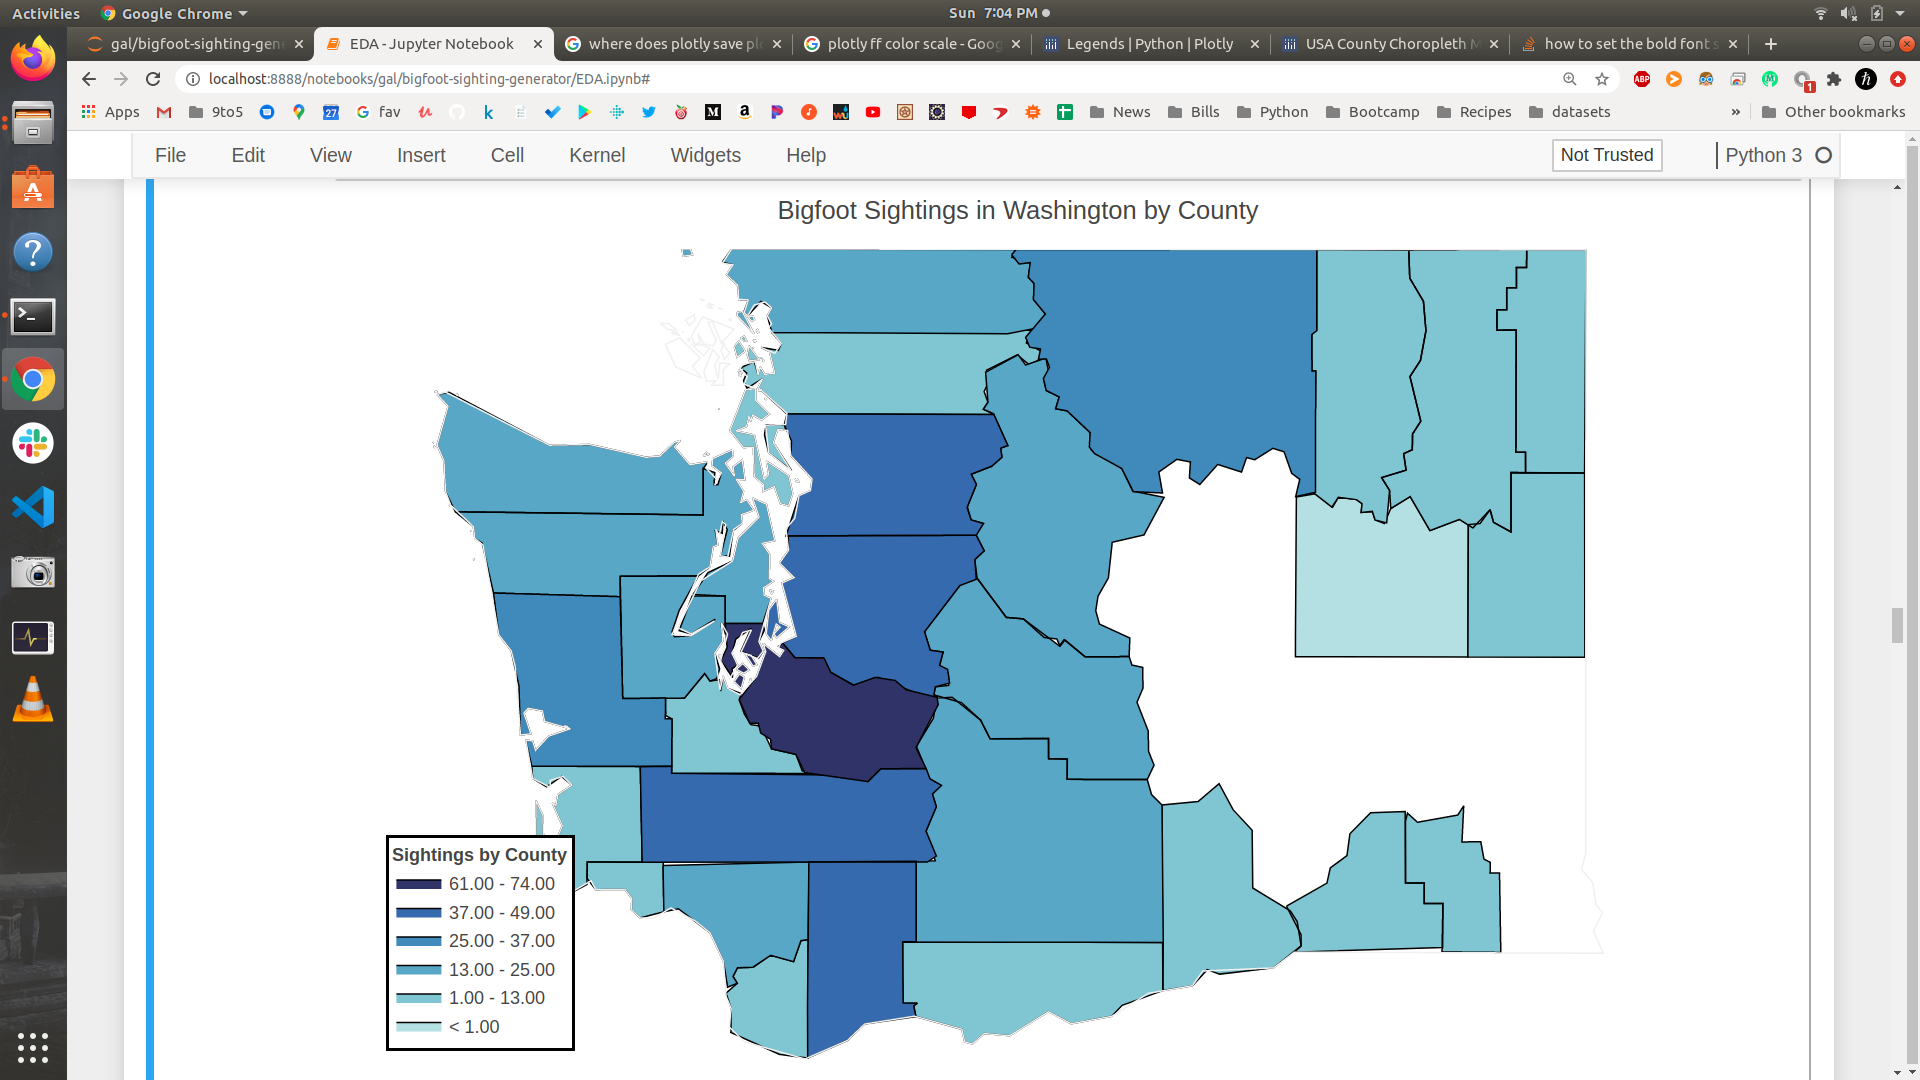 Activities Google Chrome Sun 7:04 PM
gal/bigfoot-sighting-gene EDA - Jupyter Notebook where does plotly save pl plotly ff color scale - Goog Legends | Python | Plotly USA County Choropleth M how to set the bold font s
localhost:8888/notebooks/gal/bigfoot-sighting-generator/EDA.ipynb# ABP 1
Apps 9to5 27 fav News Bills Python Bootcamp Recipes datasets » Other bookmarks
File Edit View Insert Cell Kernel Widgets Help Not Trusted Python 3
Bigfoot Sightings in Washington by County
Sightings by County
61.00 - 74.00
37.00 - 49.00
25.00 - 37.00
13.00 - 25.00
1.00 - 13.00
< 1.00